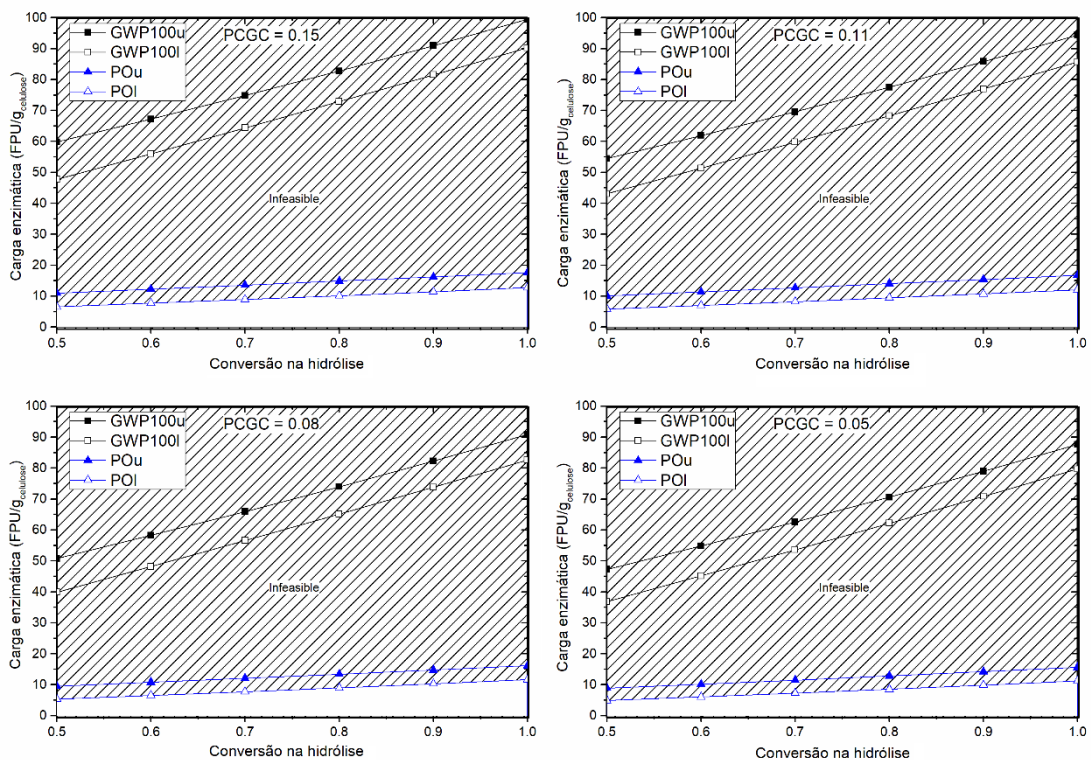 PCGC = 0.15
GWP100u
GWP100l
POu
POl
Infeasible
Carga enzimática (FPU/gcelulose)
100
90
80
70
60
50
40
30
20
10
0
0.5 0.6 0.7 0.8 0.9 1.0
Conversão na hidrólise
PCGC = 0.11
GWP100u
GWP100l
POu
POl
Infeasible
Carga enzimática (FPU/gcelulose)
100
90
80
70
60
50
40
30
20
10
0
0.5 0.6 0.7 0.8 0.9 1.0
Conversão na hidrólise
PCGC = 0.08
GWP100u
GWP100l
POu
POl
Infeasible
Carga enzimática (FPU/gcelulose)
100
90
80
70
60
50
40
30
20
10
0
0.5 0.6 0.7 0.8 0.9 1.0
Conversão na hidrólise
PCGC = 0.05
GWP100u
GWP100l
POu
POl
Infeasible
Carga enzimática (FPU/gcelulose)
100
90
80
70
60
50
40
30
20
10
0
0.5 0.6 0.7 0.8 0.9 1.0
Conversão na hidrólise